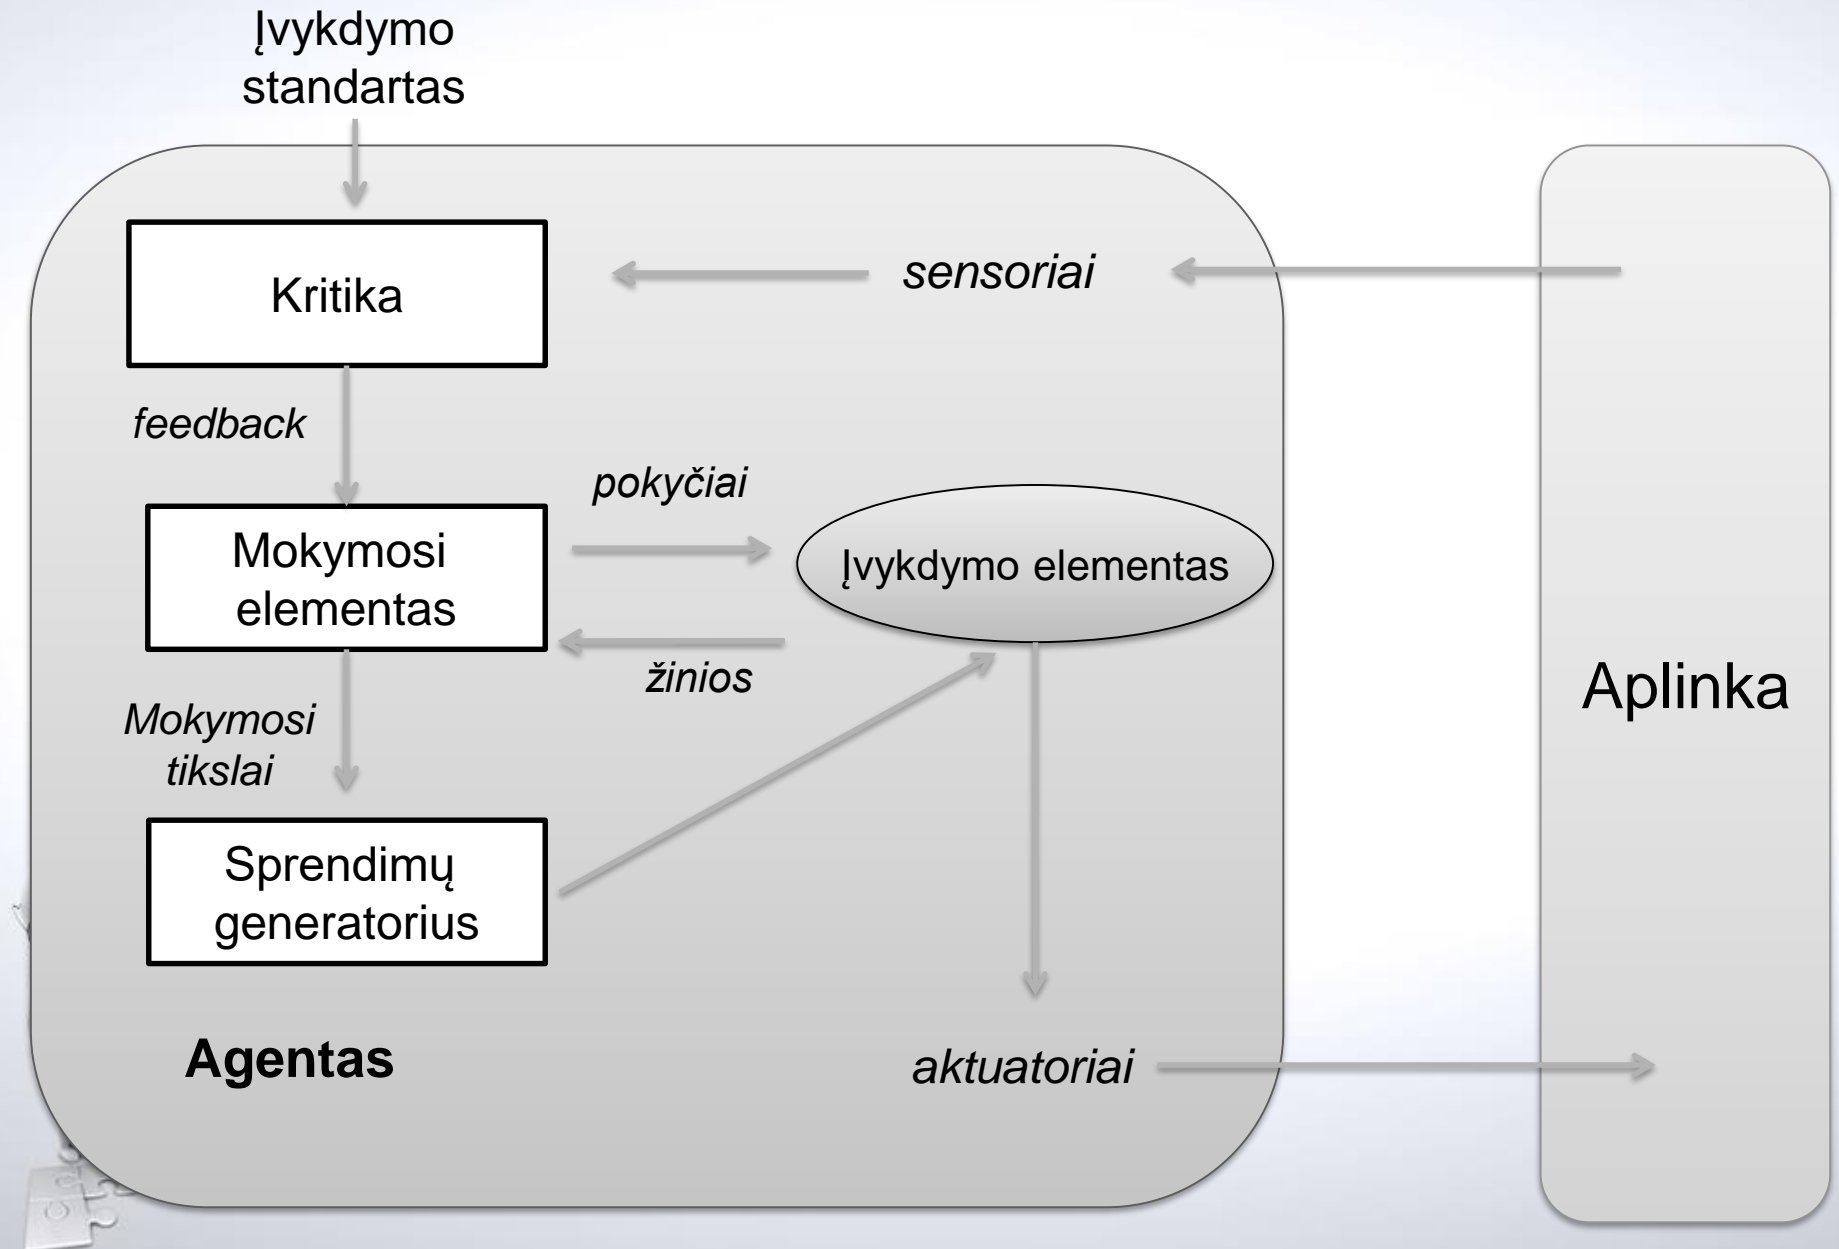 Įvykdymo
standartas
Kritika
sensoriai
feedback
pokyčiai
Mokymosi
elementas
Įvykdymo elementas
žinios
Mokymosi
tikslai
Aplinka
Sprendimų
generatorius
Agentas
aktuatoriai